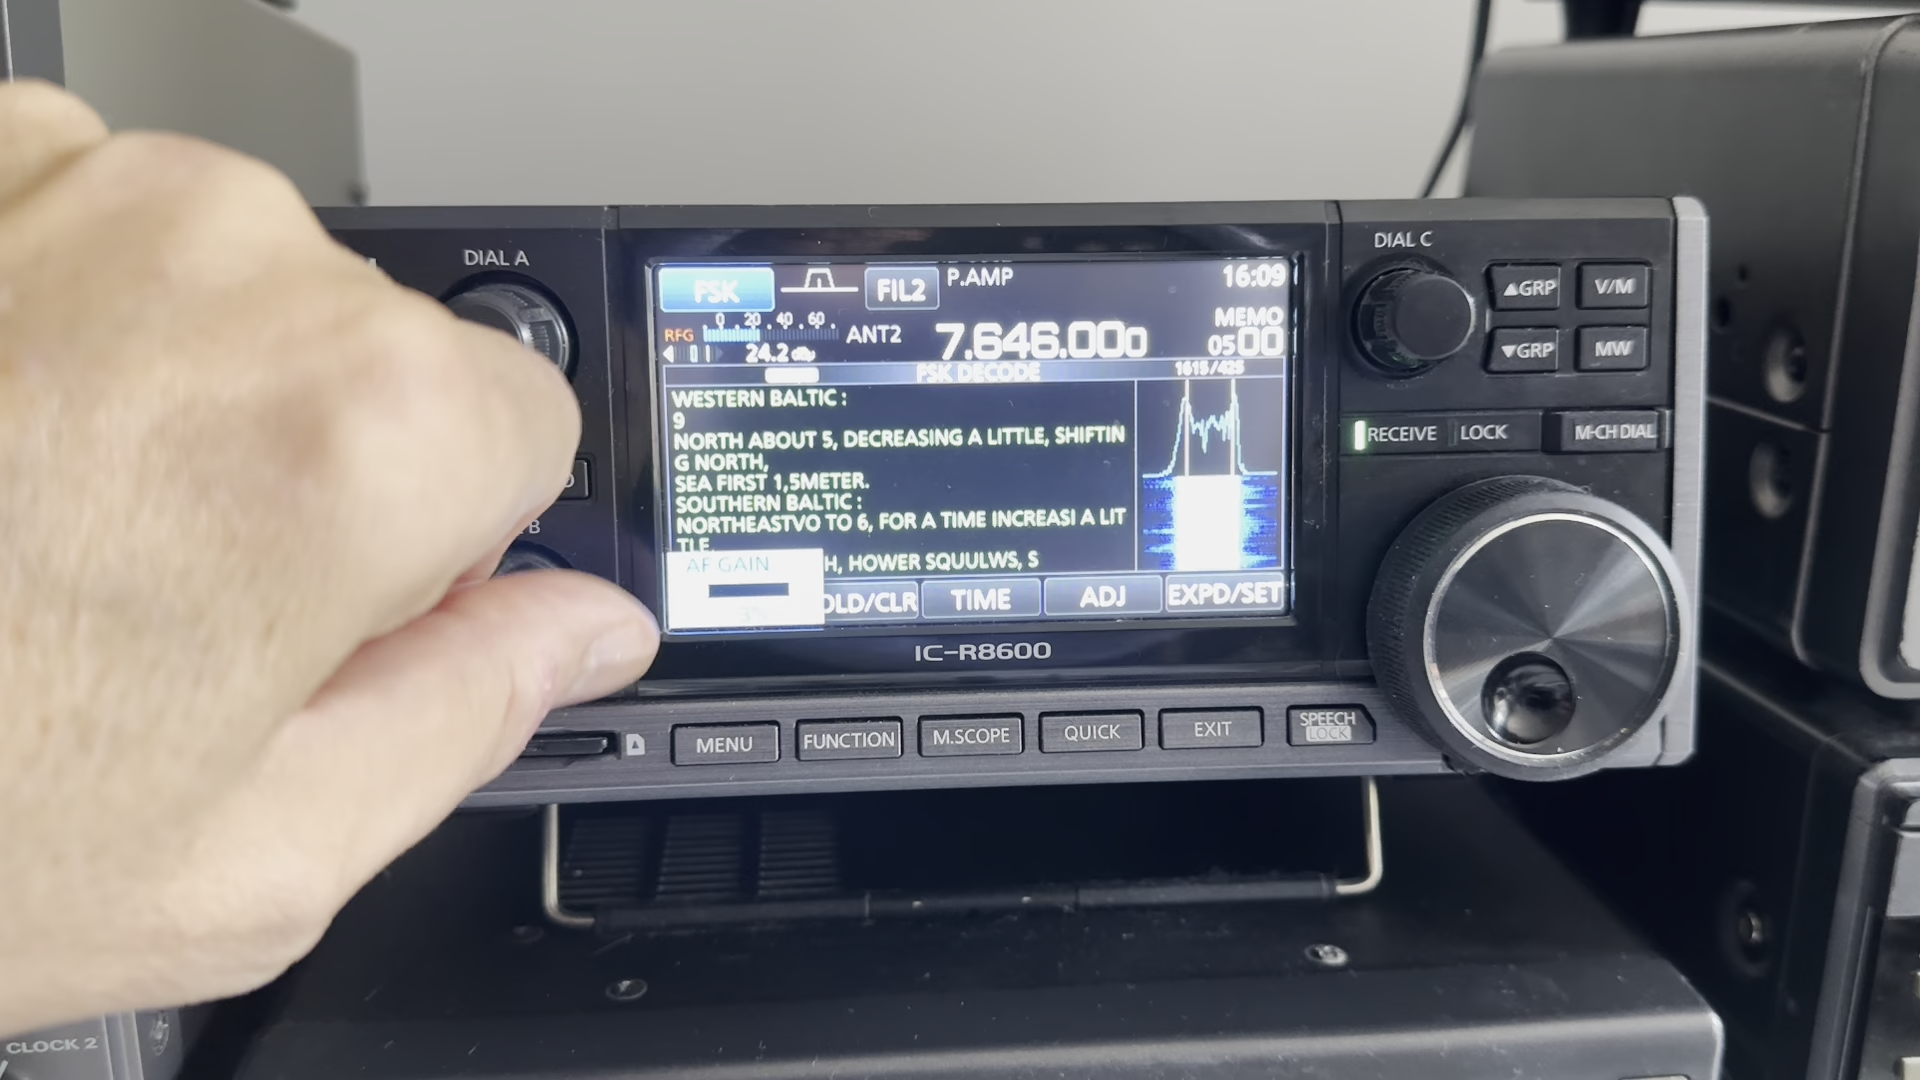 DIAL A
DIAL C
FSK
FIL2
P.AMP
16:09
RFG
0 20 40 60
ANT2
7.646.000
MEMO
0500
24.2 dBμ
FSK DECODE
1615/425
WESTERN BALTIC :
9
NORTH ABOUT 5, DECREASING A LITTLE, SHIFTIN
G NORTH,
SEA FIRST 1,5METER.
SOUTHERN BALTIC :
NORTHEASTVO TO 6, FOR A TIME INCREASI A LIT
TLE,
H, HOWER SQUULWS, S
AF GAIN
OLD/CLR
TIME
ADJ
EXPD/SET
▲GRP
V/M
▼GRP
MW
RECEIVE
LOCK
M-CH DIAL
IC-R8600
MENU
FUNCTION
M.SCOPE
QUICK
EXIT
SPEECH
LOCK
CLOCK 2